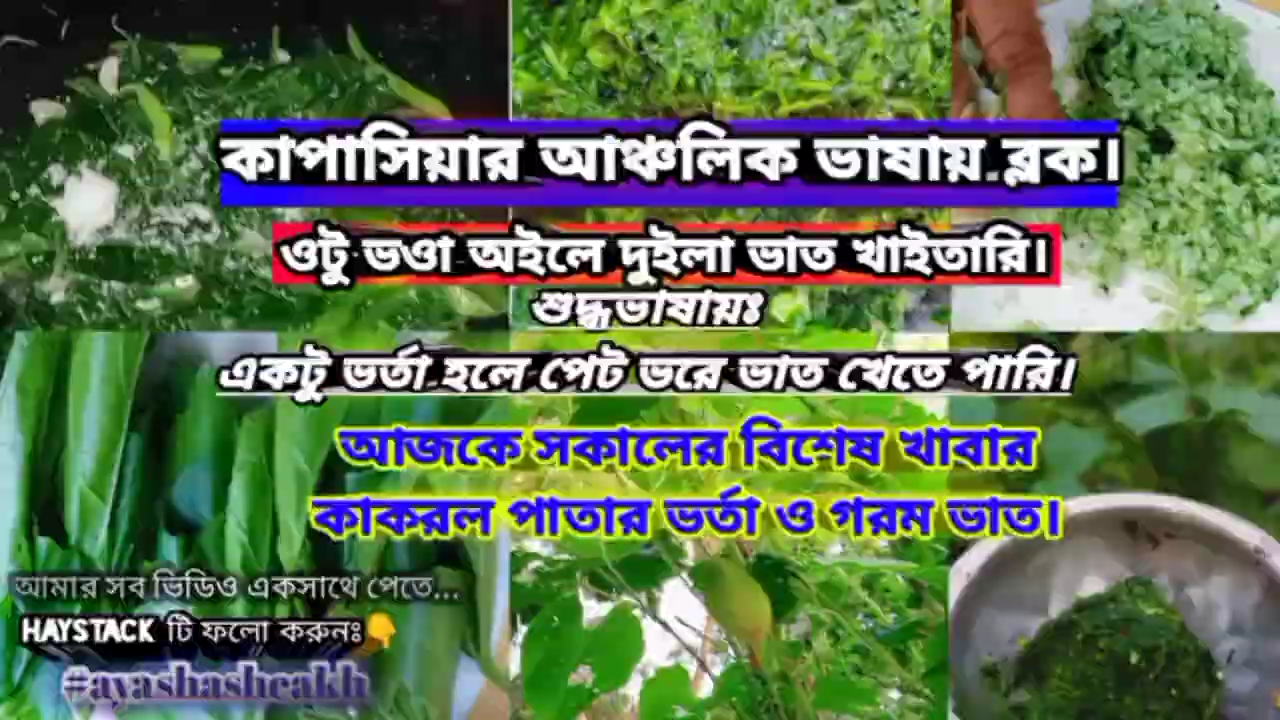 কাপাসিয়ার আঞ্চলিক ভাষায় ব্লক।
ওটু ভওা অইলে দুইলা ভাত খাইতারি।
শুদ্ধভাষায়ঃ
একটু ভর্তা হলে পেট ভরে ভাত খেতে পারি।
আজকে সকালের বিশেষ খাবার
কাকরল পাতার ভর্তা ও গরম ভাত।
আমার সব ভিডিও একসাথে পেতে...
HAYSTACK টি ফলো করুনঃ👇
#ayashashrakh